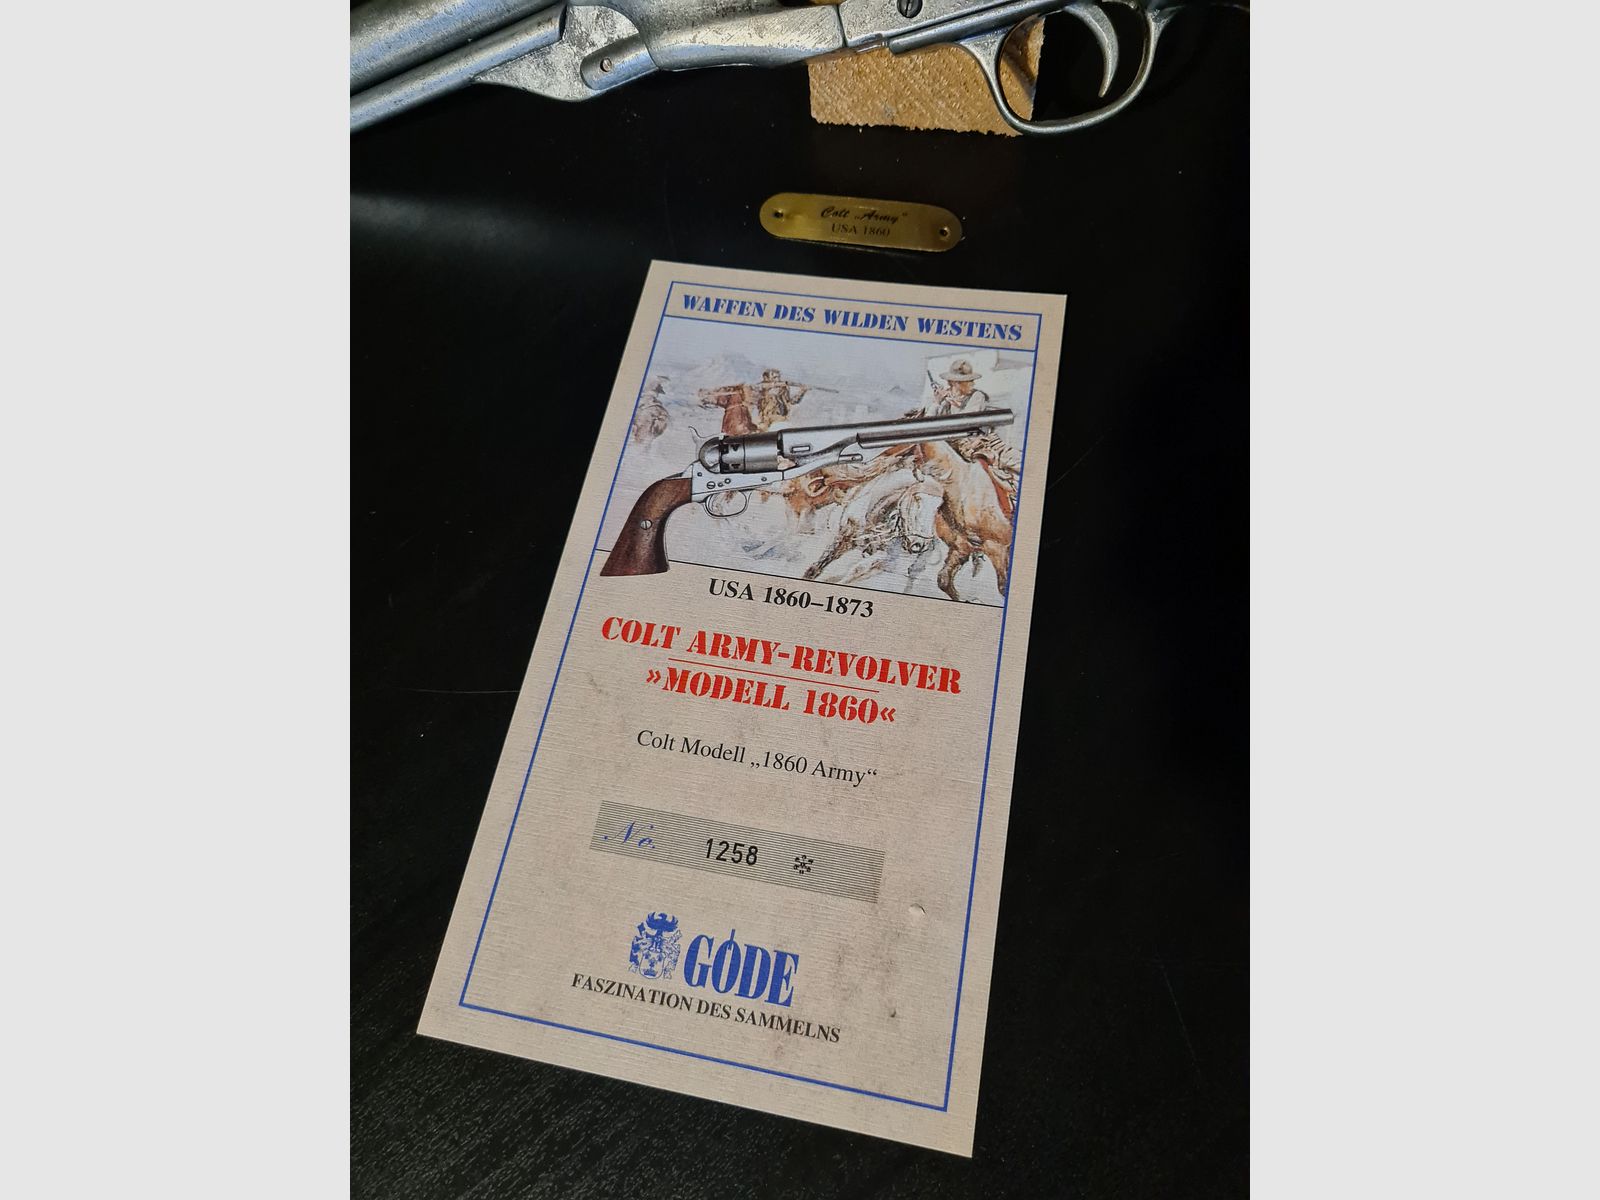 Colt „Army“
USA 1860
WAFFEN DES WILDEN WESTENS
USA 1860–1873
COLT ARMY-REVOLVER
»MODELL 1860«
Colt Modell „1860 Army“
No. 1258
GÖDE
FASZINATION DES SAMMELNS